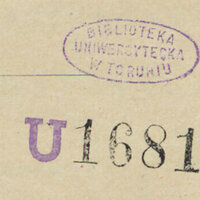 BIBLIOTEKA
UNIWERSYTECKA
W TORUNIU
U1681